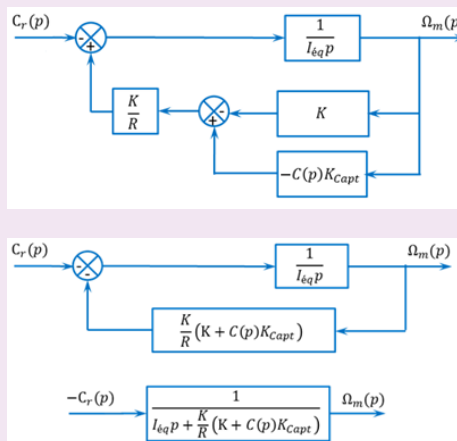 C_r(p) - + 1/(I_éq p) Ω_m(p)
K/R + - K
-C(p)K_Capt
C_r(p) - - 1/(I_éq p) Ω_m(p)
K/R (K + C(p)K_Capt)
-C_r(p) 1/(I_éq p + K/R (K + C(p)K_Capt)) Ω_m(p)